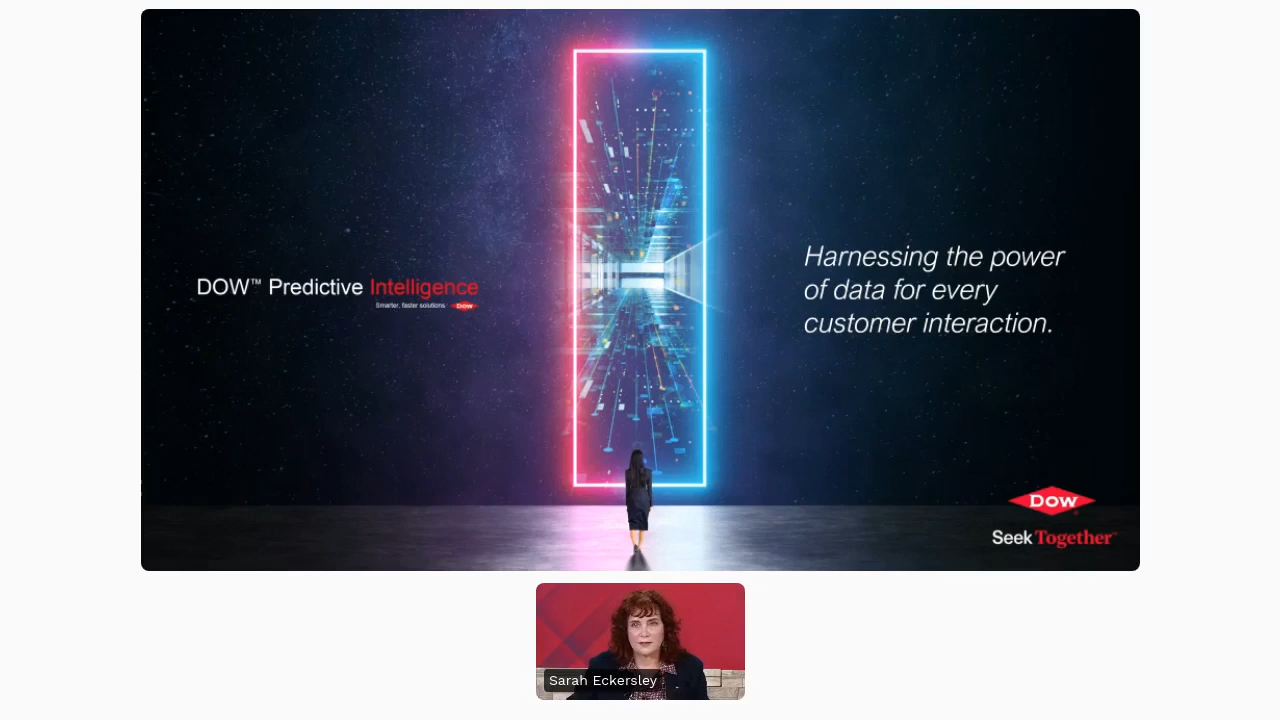 DOW™ Predictive Intelligence
Smarter, faster solutions. Dow
Harnessing the power
of data for every
customer interaction.
Dow
Seek Together™
Sarah Eckersley